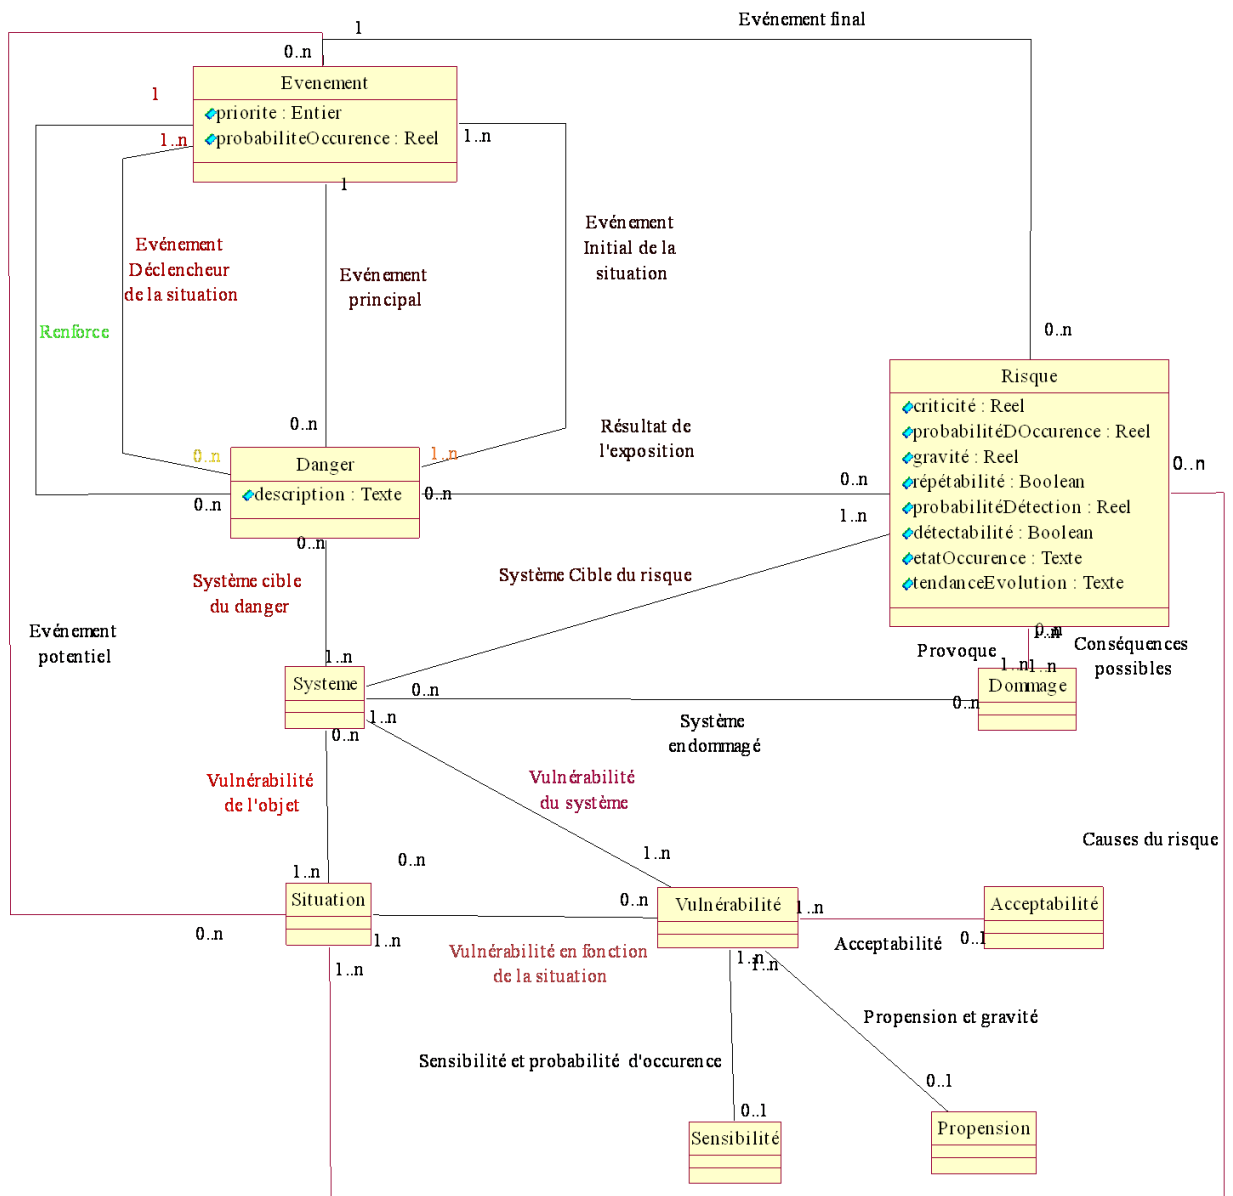 Evénement final
1
0..n
Evenement
priorite : Entier
probabiliteOccurence : Reel
1
1..n
1..n
1
Evénement
Déclencheur
de la situation
Evénement
principal
Evénement
Initial de la
situation
Renforce
0..n
0..n
0..n
1..n
Danger
description : Texte
0..n
0..n
0..n
Résultat de
l'exposition
0..n
Risque
criticité : Reel
probabilitéDOccurence : Reel
gravité : Reel
répétabilité : Boolean
probabilitéDétection : Reel
détectabilité : Boolean
etatOccurence : Texte
tendanceEvolution : Texte
0..n
0..n
1..n
Système cible
du danger
Système Cible du risque
Evénement
potentiel
1..n
Systeme
0..n
1..n
0..n
Provoque
0..n
Conséquences
possibles
1..n
1..n
Dommage
0..n
Système
endommagé
Vulnérabilité
de l'objet
Vulnérabilité
du système
1..n
0..n
1..n
0..n
Situation
0..n
1..n
1..n
Vulnérabilité en fonction
de la situation
Vulnérabilité
1..n
Acceptabilité
0..1
Acceptabilité
Causes du risque
1..n
1..n
Propension et gravité
Sensibilité et probabilité d'occurence
0..1
0..1
Sensibilité
Propension